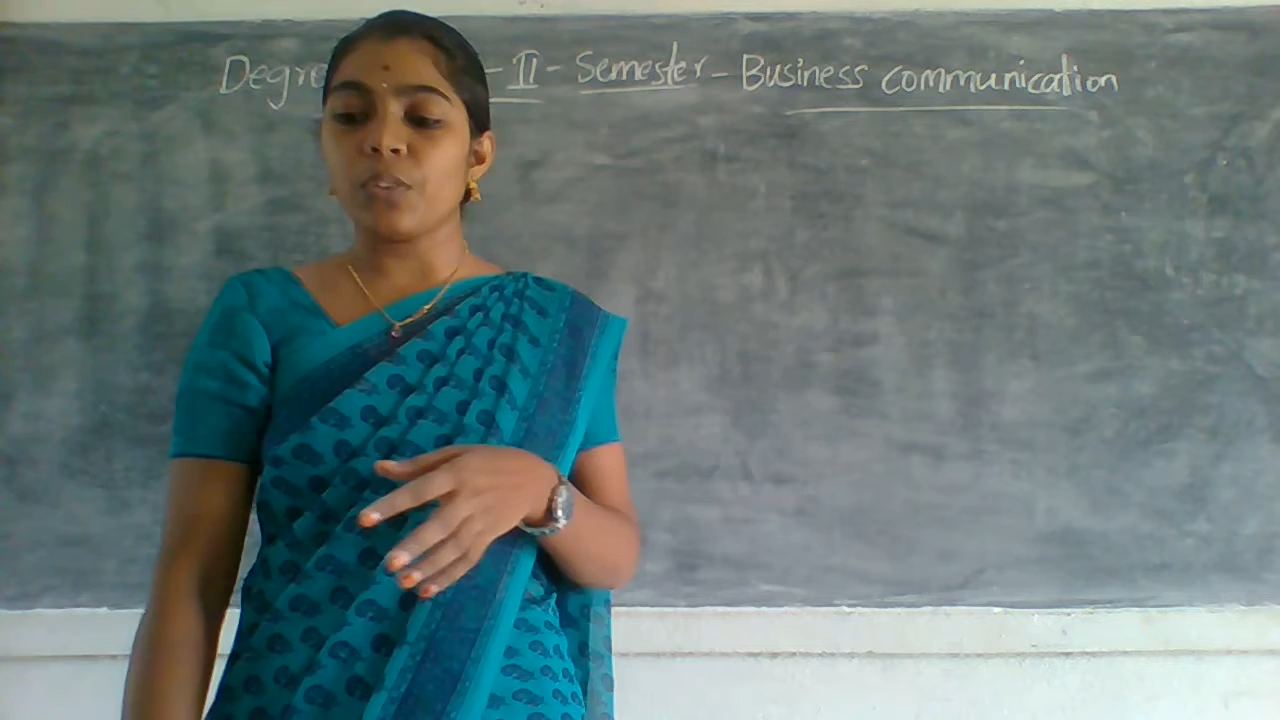 Degre - II - Semester - Business communication